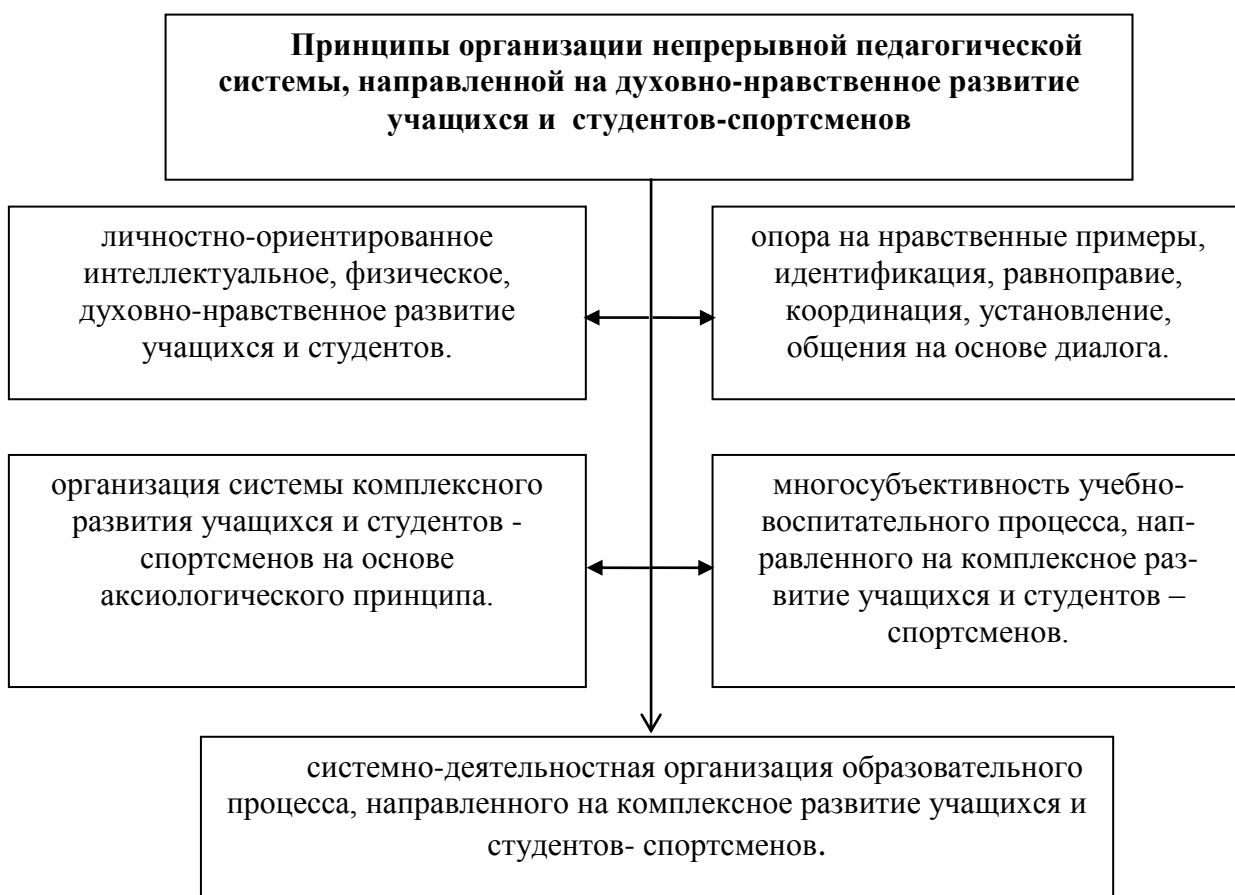 Принципы организации непрерывной педагогической
системы, направленной на духовно-нравственное развитие
учащихся и студентов-спортсменов
личностно-ориентированное
интеллектуальное, физическое,
духовно-нравственное развитие
учащихся и студентов.
опора на нравственные примеры,
идентификация, равноправие,
координация, установление,
общения на основе диалога.
организация системы комплексного
развития учащихся и студентов -
спортсменов на основе
аксиологического принципа.
многосубъективность учебно-
воспитательного процесса, нап-
равленного на комплексное раз-
витие учащихся и студентов –
спортсменов.
системно-деятельностная организация образовательного
процесса, направленного на комплексное развитие учащихся и
студентов- спортсменов.